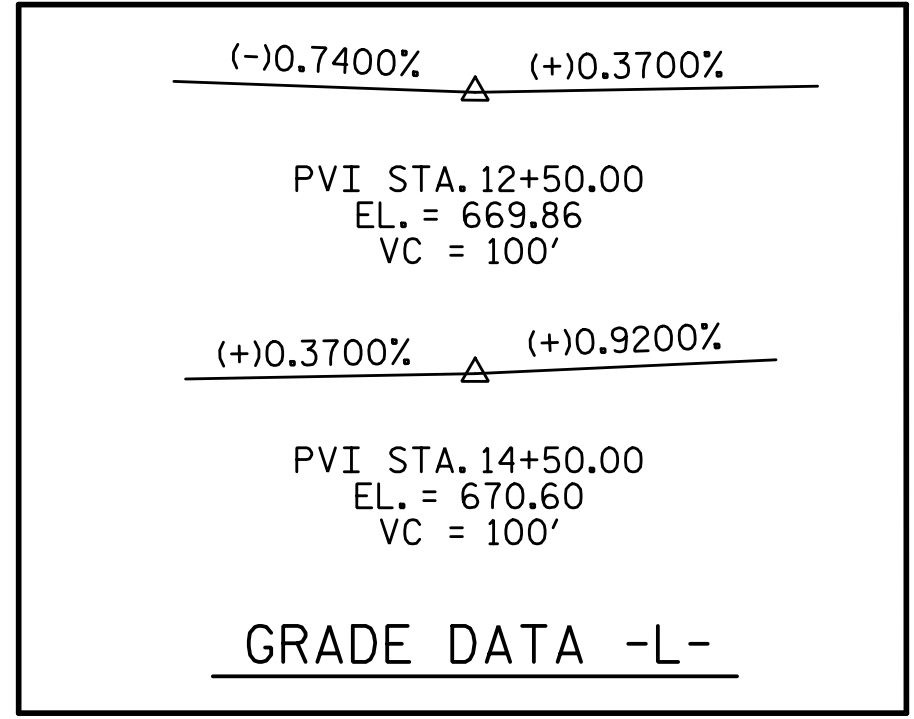 (-)0.7400% (+)0.3700%
PVI STA. 12+50.00
EL. = 669.86
VC = 100'
(+)0.3700% (+)0.9200%
PVI STA. 14+50.00
EL. = 670.60
VC = 100'
GRADE DATA -L-